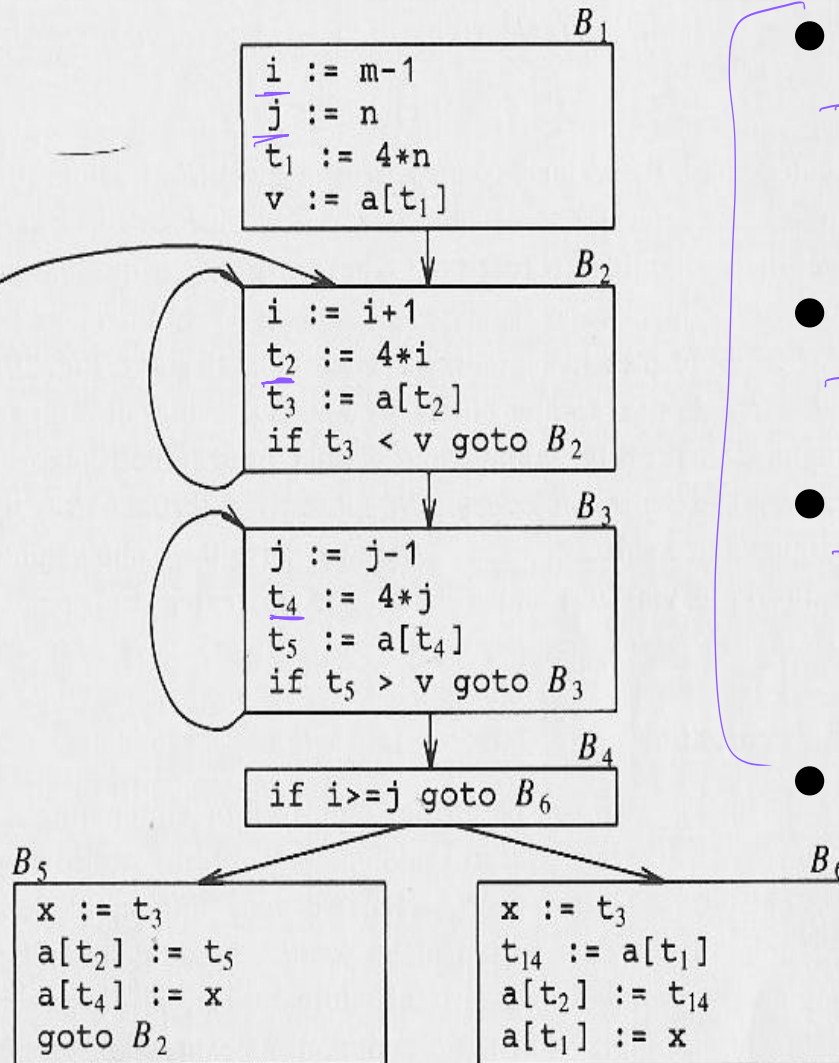 B₁
i := m-1
j := n
t₁ := 4*n
v := a[t₁]
B₂
i := i+1
t₂ := 4*i
t₃ := a[t₂]
if t₃ < v goto B₂
B₃
j := j-1
t₄ := 4*j
t₅ := a[t₄]
if t₅ > v goto B₃
B₄
if i>=j goto B₆
B₅
x := t₃
a[t₂] := t₅
a[t₄] := x
goto B₂
B₆
x := t₃
t₁₄ := a[t₁]
a[t₂] := t₁₄
a[t₁] := x